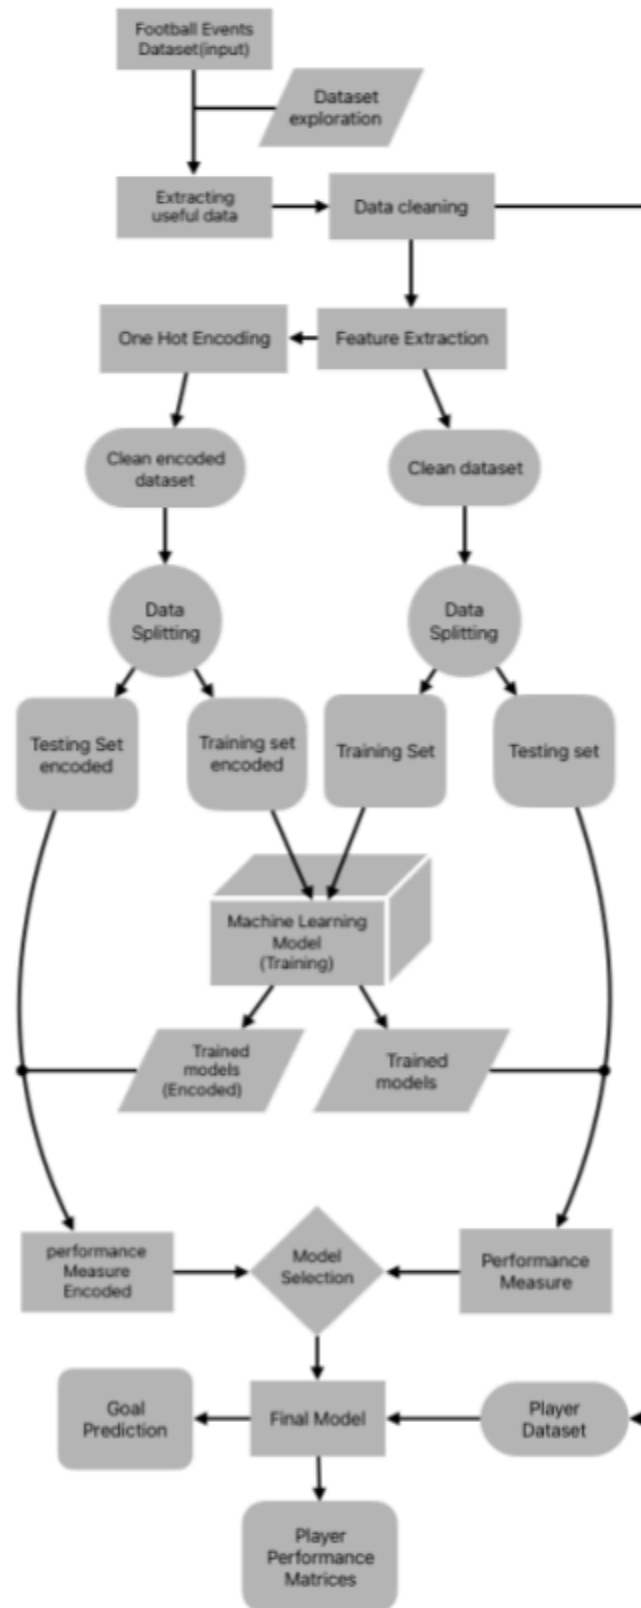 Football Events
Dataset(input)
Dataset
exploration
Extracting
useful data
Data cleaning
One Hot Encoding
Feature Extraction
Clean encoded
dataset
Clean dataset
Data
Splitting
Data
Splitting
Testing Set
encoded
Training set
encoded
Training Set
Testing set
Machine Learning
Model
(Training)
Trained
models
(Encoded)
Trained
models
performance
Measure
Encoded
Model
Selection
Performance
Measure
Goal
Prediction
Final Model
Player
Dataset
Player
Performance
Matrices